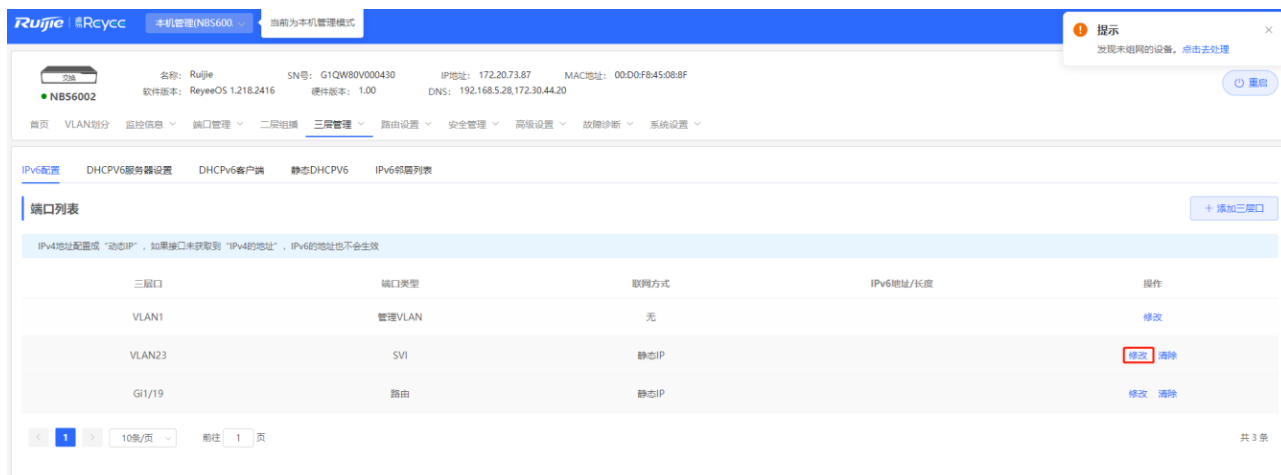 Ruijie Rcycc 本机管理(NBS600. 当前为本机管理模式
提示
发现未组网的设备。点击去处理
交换
NBS6002
名称： Ruijie SN号： G1QW80V000430 IP地址： 172.20.73.87 MAC地址： 00:D0:F8:45:08:8F
软件版本： ReyeeOS 1.218.2416 硬件版本： 1.00 DNS： 192.168.5.28,172.30.44.20
重启
首页 VLAN划分 监控信息 端口管理 二层组播 三层管理 路由设置 安全管理 高级设置 故障诊断 系统设置
IPv6配置 DHCPV6服务器设置 DHCPv6客户端 静态DHCPV6 IPv6邻居列表
端口列表 + 添加三层口
IPv4地址配置成 "动态IP" ，如果接口未获取到 "IPv4的地址" ，IPv6的地址也不会生效
三层口 端口类型 联网方式 IPv6地址/长度 操作
VLAN1 管理VLAN 无 修改
VLAN23 SVI 静态IP 修改 清除
Gi1/19 路由 静态IP 修改 清除
1 10条/页 前往 1 页 共 3 条